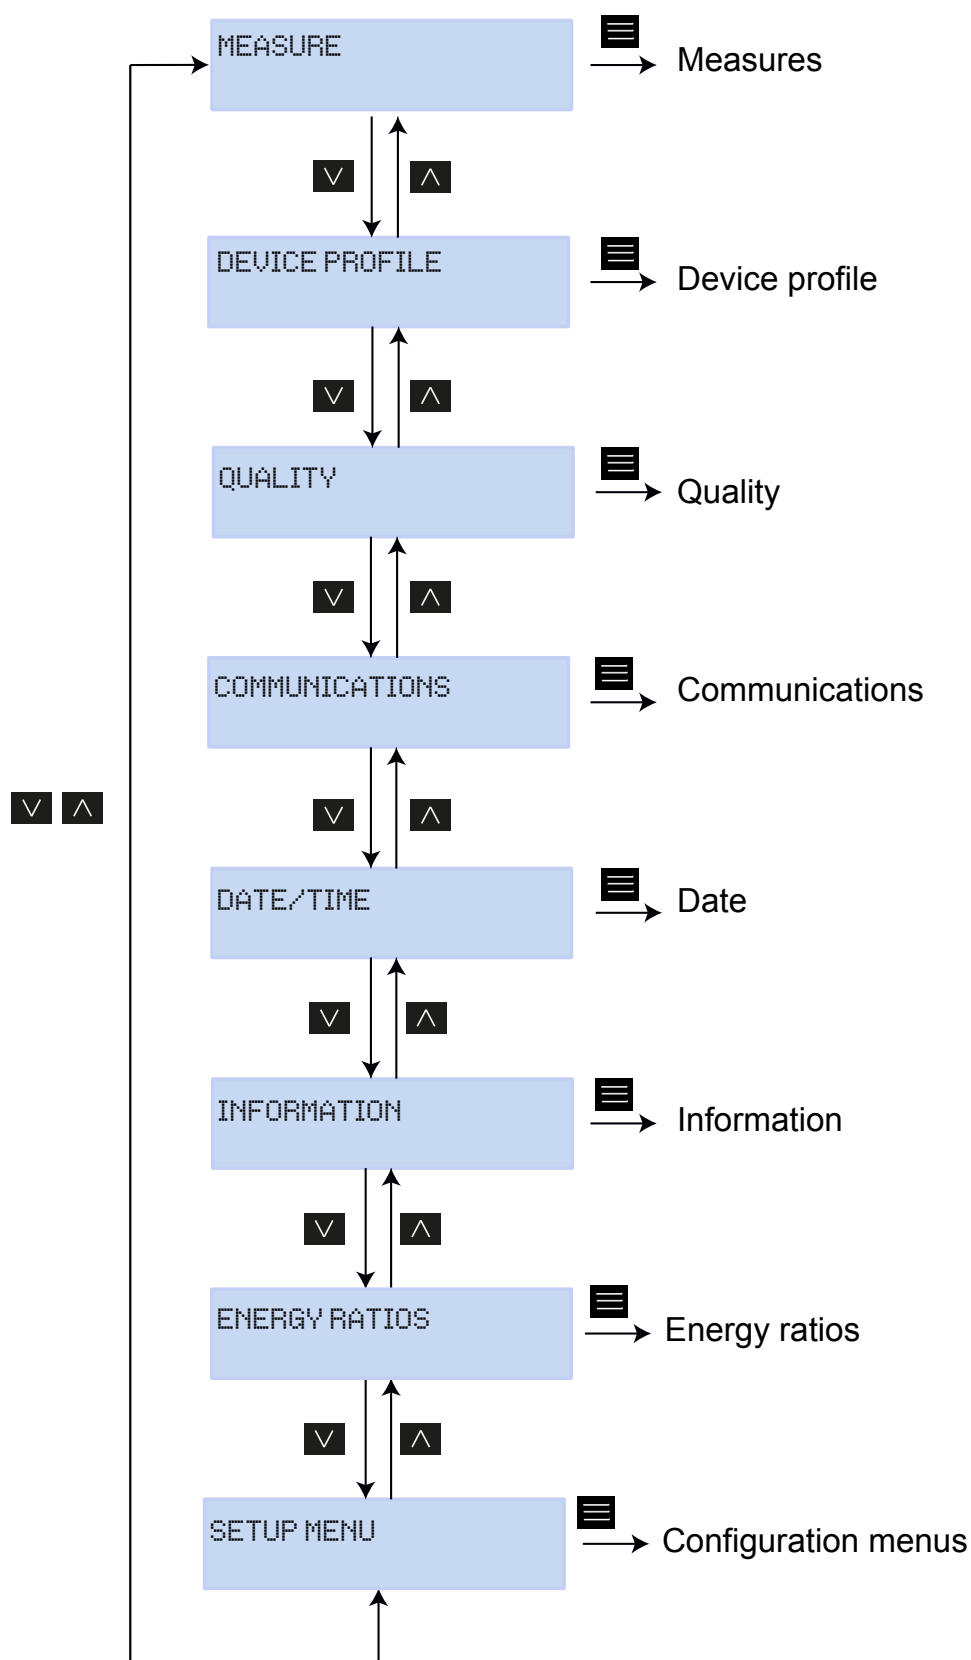 MEASURE
Measures
DEVICE PROFILE
Device profile
QUALITY
Quality
COMMUNICATIONS
Communications
DATE/TIME
Date
INFORMATION
Information
ENERGY RATIOS
Energy ratios
SETUP MENU
Configuration menus